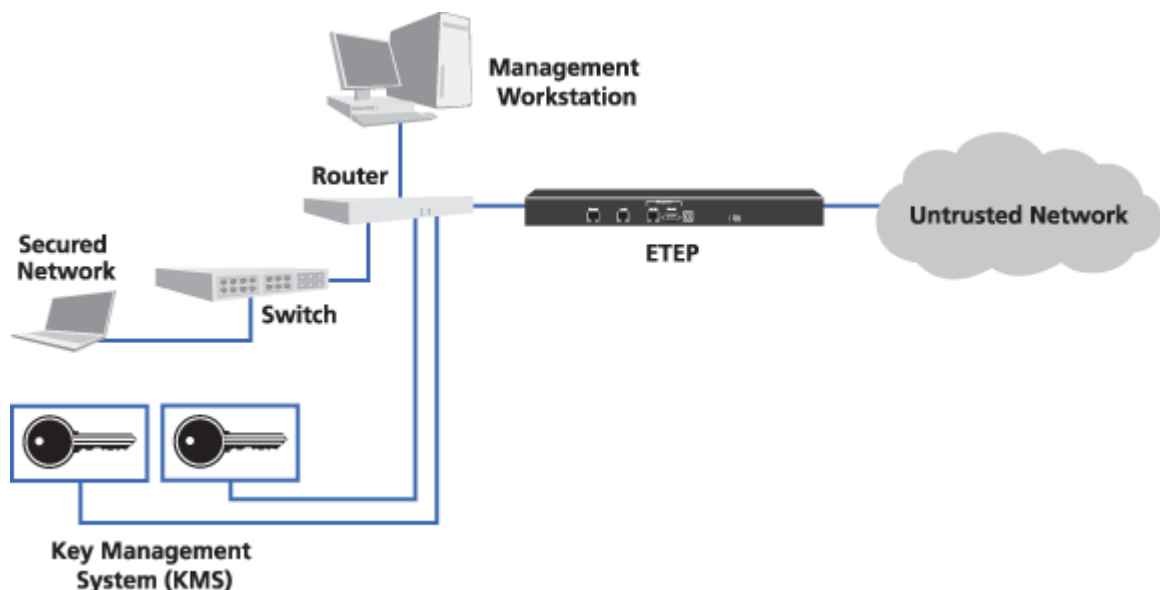 Management
Workstation
Router
Untrusted Network
ETEP
Secured
Network
Switch
Key Management
System (KMS)